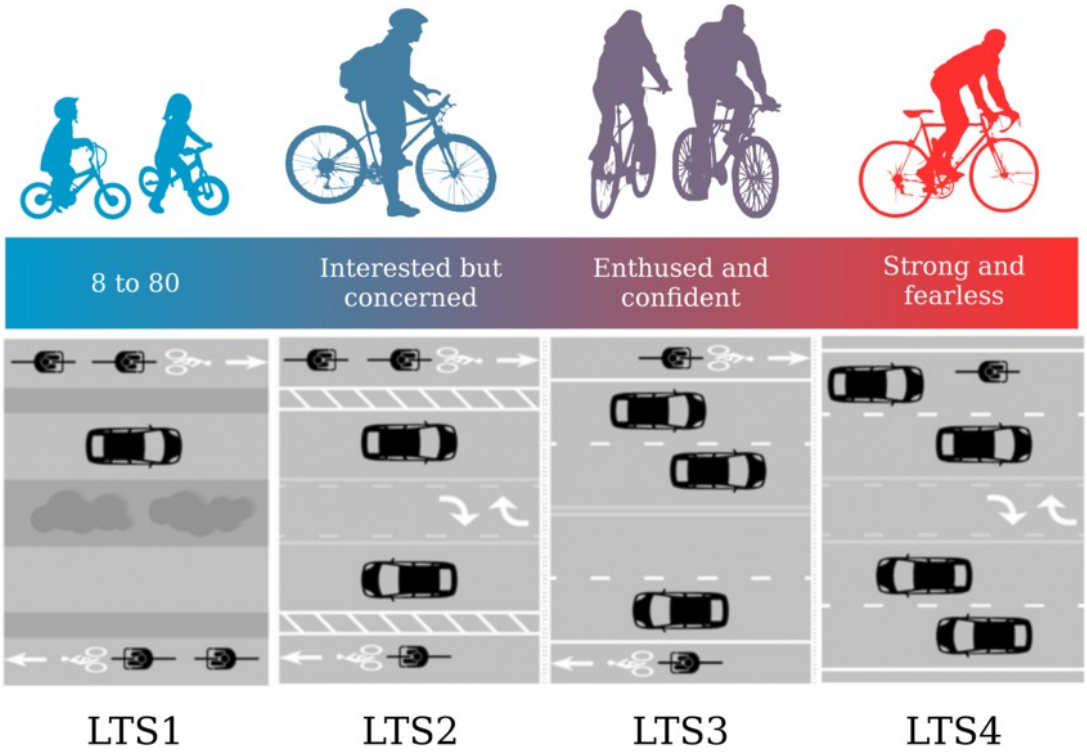 8 to 80
Interested but
concerned
Enthused and
confident
Strong and
fearless
LTS1
LTS2
LTS3
LTS4